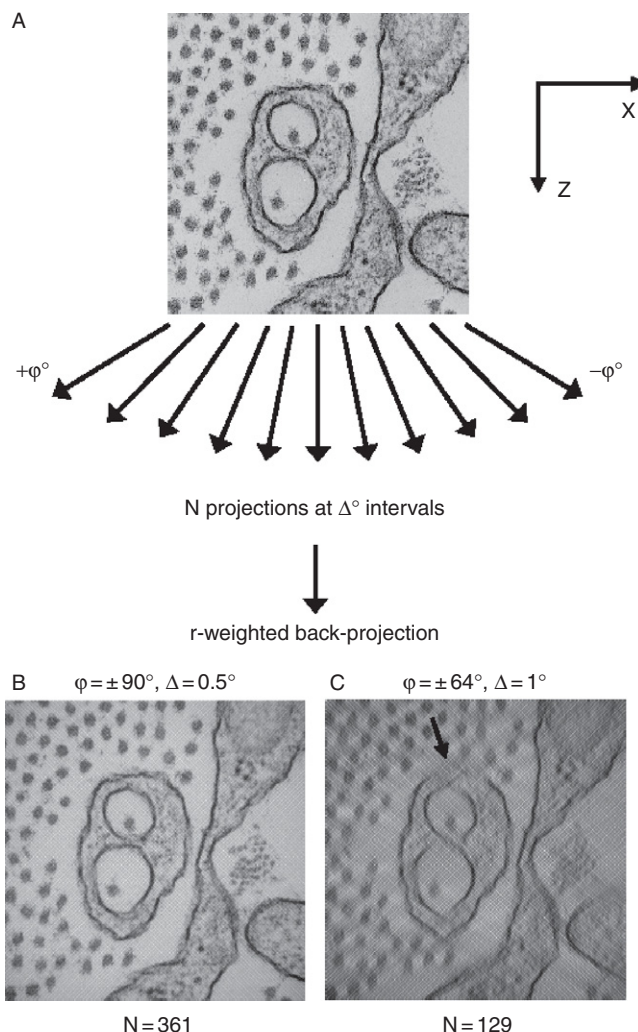 A
X
Z
+φ°
−φ°
N projections at Δ° intervals
r-weighted back-projection
B
φ=±90°, Δ=0.5°
C
φ=±64°, Δ=1°
N=361
N=129